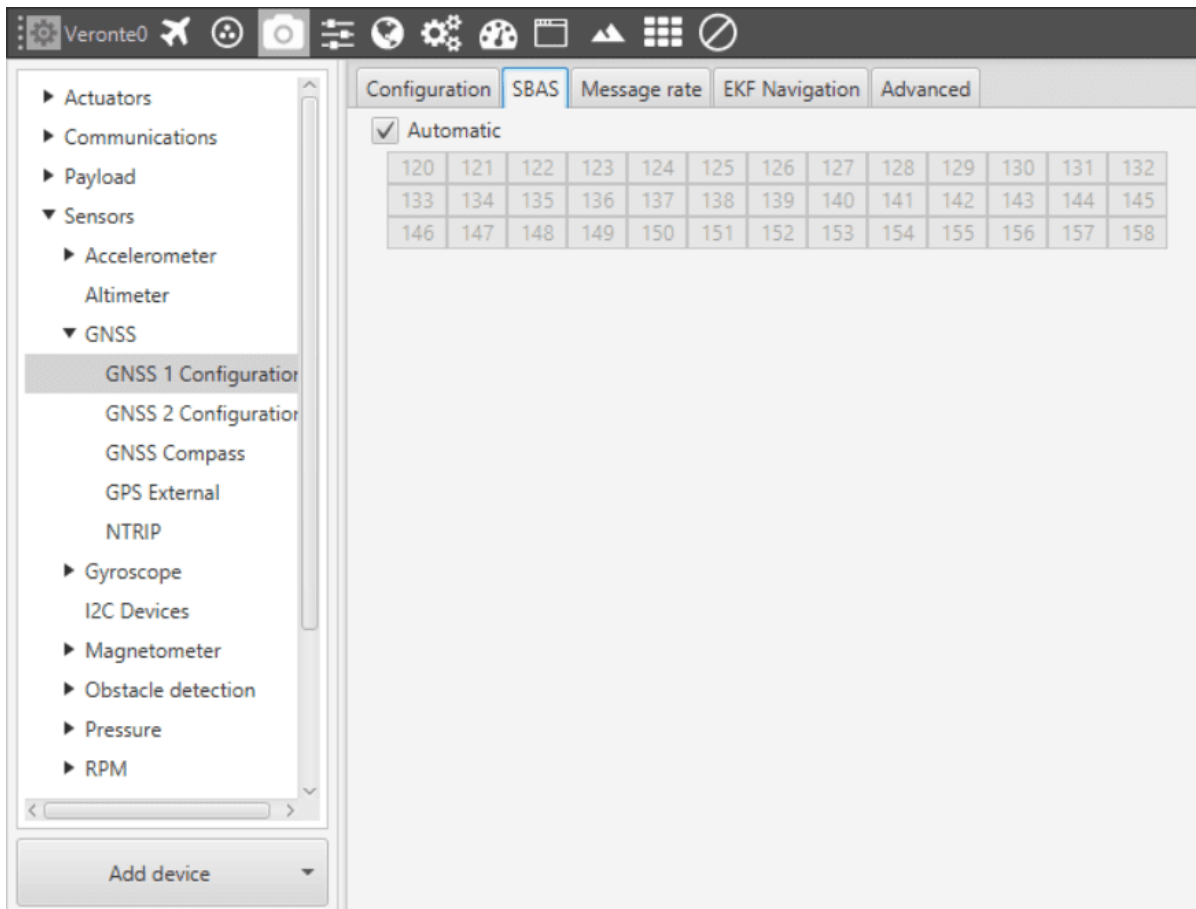 Veronte0
Actuators
Communications
Payload
Sensors
Accelerometer
Altimeter
GNSS
GNSS 1 Configuration
GNSS 2 Configuration
GNSS Compass
GPS External
NTRIP
Gyroscope
I2C Devices
Magnetometer
Obstacle detection
Pressure
RPM
Add device
Configuration SBAS Message rate EKF Navigation Advanced
Automatic
120 121 122 123 124 125 126 127 128 129 130 131 132
133 134 135 136 137 138 139 140 141 142 143 144 145
146 147 148 149 150 151 152 153 154 155 156 157 158